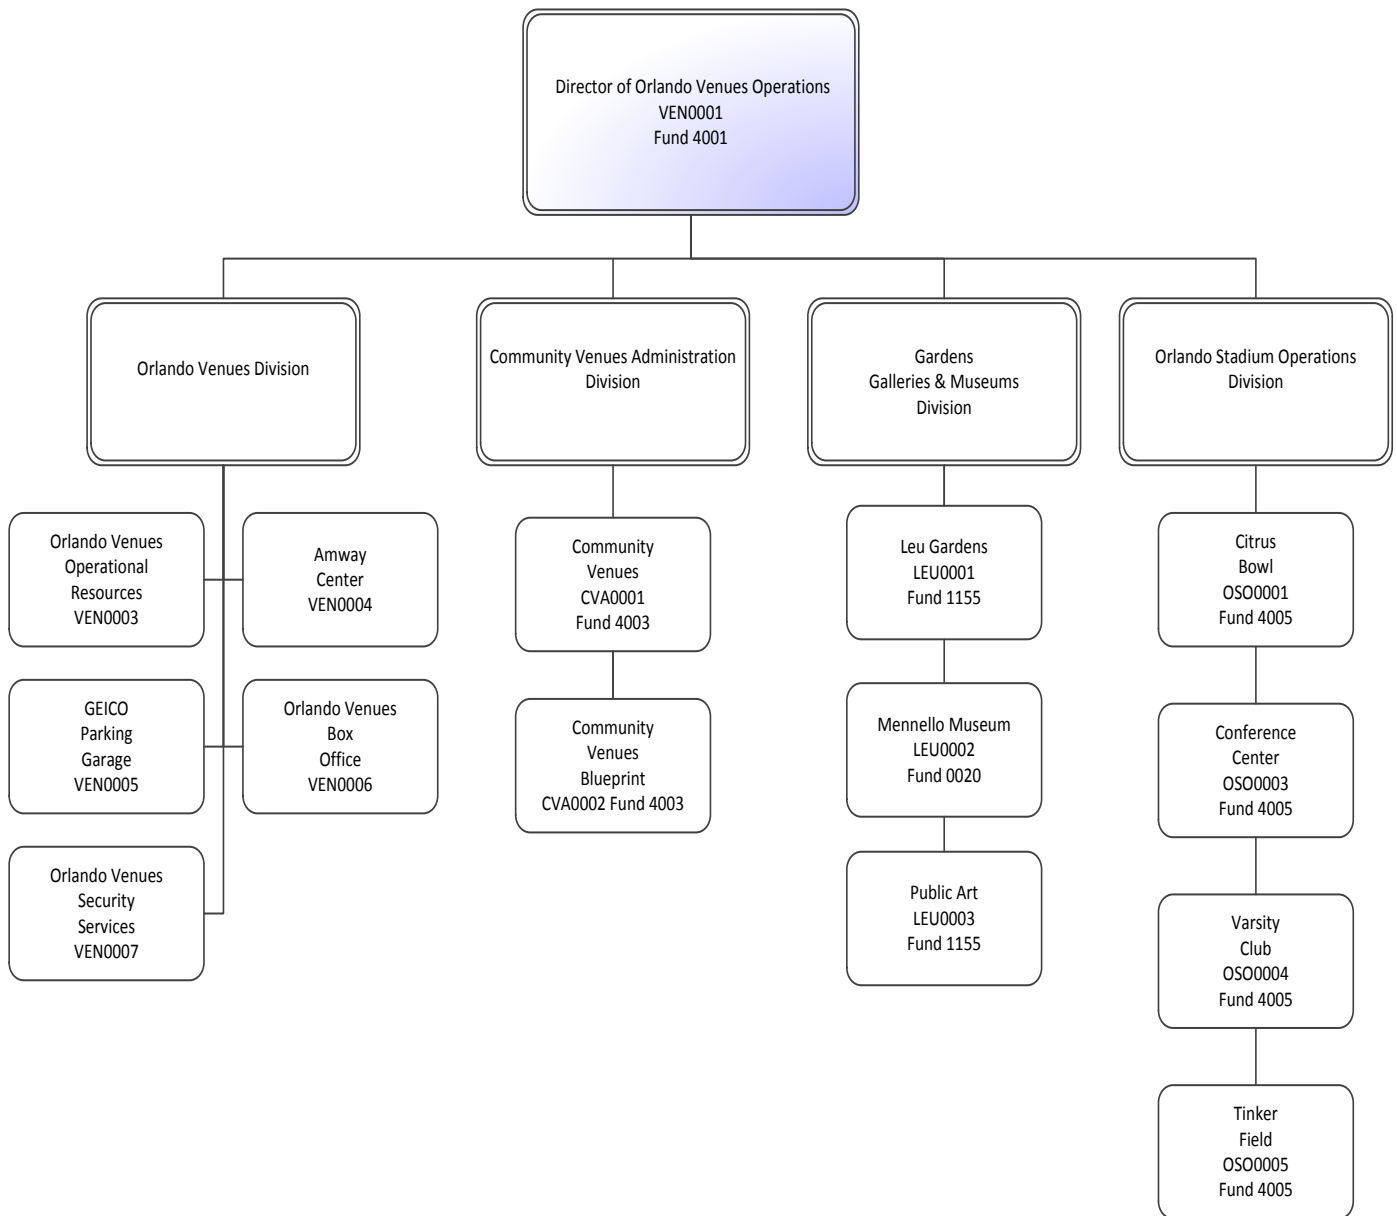 Director of Orlando Venues Operations
VEN0001
Fund 4001
Orlando Venues Division
Community Venues Administration
Division
Gardens
Galleries & Museums
Division
Orlando Stadium Operations
Division
Orlando Venues
Operational
Resources
VEN0003
Amway
Center
VEN0004
GEICO
Parking
Garage
VEN0005
Orlando Venues
Box
Office
VEN0006
Orlando Venues
Security
Services
VEN0007
Community
Venues
CVA0001
Fund 4003
Community
Venues
Blueprint
CVA0002 Fund 4003
Leu Gardens
LEU0001
Fund 1155
Mennello Museum
LEU0002
Fund 0020
Public Art
LEU0003
Fund 1155
Citrus
Bowl
OSO0001
Fund 4005
Conference
Center
OSO0003
Fund 4005
Varsity
Club
OSO0004
Fund 4005
Tinker
Field
OSO0005
Fund 4005